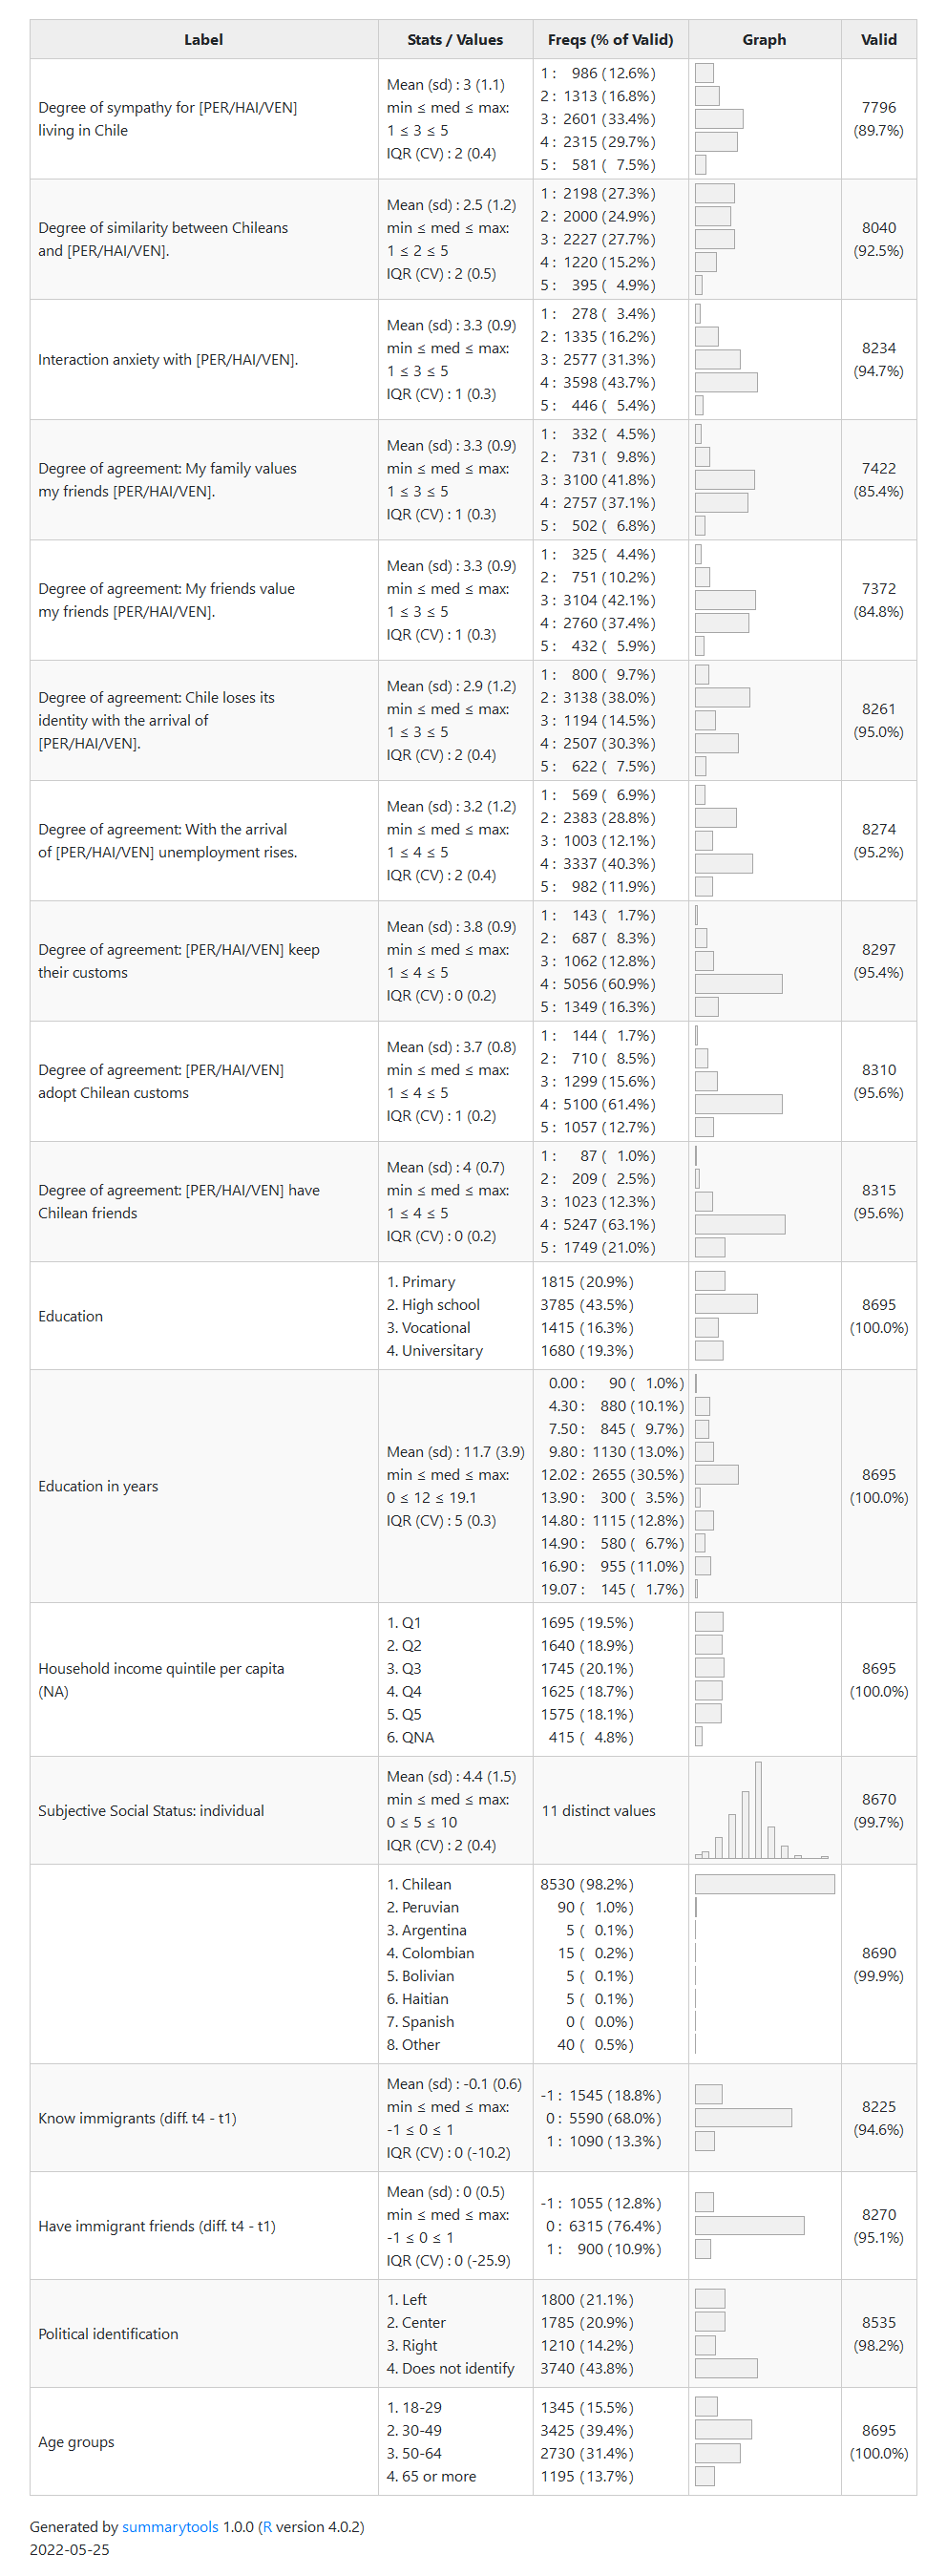 Label Stats / Values Freqs (% of Valid) Graph Valid
Degree of sympathy for [PER/HAI/VEN]
living in Chile
Mean (sd) : 3 (1.1)
min ≤ med ≤ max:
1 ≤ 3 ≤ 5
IQR (CV) : 2 (0.4)
1 : 986 (12.6%)
2 : 1313 (16.8%)
3 : 2601 (33.4%)
4 : 2315 (29.7%)
5 : 581 ( 7.5%)
7796
(89.7%)
Degree of similarity between Chileans
and [PER/HAI/VEN].
Mean (sd) : 2.5 (1.2)
min ≤ med ≤ max:
1 ≤ 2 ≤ 5
IQR (CV) : 2 (0.5)
1 : 2198 (27.3%)
2 : 2000 (24.9%)
3 : 2227 (27.7%)
4 : 1220 (15.2%)
5 : 395 ( 4.9%)
8040
(92.5%)
Interaction anxiety with [PER/HAI/VEN].
Mean (sd) : 3.3 (0.9)
min ≤ med ≤ max:
1 ≤ 3 ≤ 5
IQR (CV) : 1 (0.3)
1 : 278 ( 3.4%)
2 : 1335 (16.2%)
3 : 2577 (31.3%)
4 : 3598 (43.7%)
5 : 446 ( 5.4%)
8234
(94.7%)
Degree of agreement: My family values
my friends [PER/HAI/VEN].
Mean (sd) : 3.3 (0.9)
min ≤ med ≤ max:
1 ≤ 3 ≤ 5
IQR (CV) : 1 (0.3)
1 : 332 ( 4.5%)
2 : 731 ( 9.8%)
3 : 3100 (41.8%)
4 : 2757 (37.1%)
5 : 502 ( 6.8%)
7422
(85.4%)
Degree of agreement: My friends value
my friends [PER/HAI/VEN].
Mean (sd) : 3.3 (0.9)
min ≤ med ≤ max:
1 ≤ 3 ≤ 5
IQR (CV) : 1 (0.3)
1 : 325 ( 4.4%)
2 : 751 (10.2%)
3 : 3104 (42.1%)
4 : 2760 (37.4%)
5 : 432 ( 5.9%)
7372
(84.8%)
Degree of agreement: Chile loses its
identity with the arrival of
[PER/HAI/VEN].
Mean (sd) : 2.9 (1.2)
min ≤ med ≤ max:
1 ≤ 3 ≤ 5
IQR (CV) : 2 (0.4)
1 : 800 ( 9.7%)
2 : 3138 (38.0%)
3 : 1194 (14.5%)
4 : 2507 (30.3%)
5 : 622 ( 7.5%)
8261
(95.0%)
Degree of agreement: With the arrival
of [PER/HAI/VEN] unemployment rises.
Mean (sd) : 3.2 (1.2)
min ≤ med ≤ max:
1 ≤ 4 ≤ 5
IQR (CV) : 2 (0.4)
1 : 569 ( 6.9%)
2 : 2383 (28.8%)
3 : 1003 (12.1%)
4 : 3337 (40.3%)
5 : 982 (11.9%)
8274
(95.2%)
Degree of agreement: [PER/HAI/VEN] keep
their customs
Mean (sd) : 3.8 (0.9)
min ≤ med ≤ max:
1 ≤ 4 ≤ 5
IQR (CV) : 0 (0.2)
1 : 143 ( 1.7%)
2 : 687 ( 8.3%)
3 : 1062 (12.8%)
4 : 5056 (60.9%)
5 : 1349 (16.3%)
8297
(95.4%)
Degree of agreement: [PER/HAI/VEN]
adopt Chilean customs
Mean (sd) : 3.7 (0.8)
min ≤ med ≤ max:
1 ≤ 4 ≤ 5
IQR (CV) : 1 (0.2)
1 : 144 ( 1.7%)
2 : 710 ( 8.5%)
3 : 1299 (15.6%)
4 : 5100 (61.4%)
5 : 1057 (12.7%)
8310
(95.6%)
Degree of agreement: [PER/HAI/VEN] have
Chilean friends
Mean (sd) : 4 (0.7)
min ≤ med ≤ max:
1 ≤ 4 ≤ 5
IQR (CV) : 0 (0.2)
1 : 87 ( 1.0%)
2 : 209 ( 2.5%)
3 : 1023 (12.3%)
4 : 5247 (63.1%)
5 : 1749 (21.0%)
8315
(95.6%)
Education
1. Primary
2. High school
3. Vocational
4. Universitary
1815 (20.9%)
3785 (43.5%)
1415 (16.3%)
1680 (19.3%)
8695
(100.0%)
Education in years
Mean (sd) : 11.7 (3.9)
min ≤ med ≤ max:
0 ≤ 12 ≤ 19.1
IQR (CV) : 5 (0.3)
0.00 : 90 ( 1.0%)
4.30 : 880 (10.1%)
7.50 : 845 ( 9.7%)
9.80 : 1130 (13.0%)
12.02 : 2655 (30.5%)
13.90 : 300 ( 3.5%)
14.80 : 1115 (12.8%)
14.90 : 580 ( 6.7%)
16.90 : 955 (11.0%)
19.07 : 145 ( 1.7%)
8695
(100.0%)
Household income quintile per capita
(NA)
1. Q1
2. Q2
3. Q3
4. Q4
5. Q5
6. QNA
1695 (19.5%)
1640 (18.9%)
1745 (20.1%)
1625 (18.7%)
1575 (18.1%)
415 ( 4.8%)
8695
(100.0%)
Subjective Social Status: individual
Mean (sd) : 4.4 (1.5)
min ≤ med ≤ max:
0 ≤ 5 ≤ 10
IQR (CV) : 2 (0.4)
11 distinct values
8670
(99.7%)
1. Chilean
2. Peruvian
3. Argentina
4. Colombian
5. Bolivian
6. Haitian
7. Spanish
8. Other
8530 (98.2%)
90 ( 1.0%)
5 ( 0.1%)
15 ( 0.2%)
5 ( 0.1%)
5 ( 0.1%)
0 ( 0.0%)
40 ( 0.5%)
8690
(99.9%)
Know immigrants (diff. t4 - t1)
Mean (sd) : -0.1 (0.6)
min ≤ med ≤ max:
-1 ≤ 0 ≤ 1
IQR (CV) : 0 (-10.2)
-1 : 1545 (18.8%)
0 : 5590 (68.0%)
1 : 1090 (13.3%)
8225
(94.6%)
Have immigrant friends (diff. t4 - t1)
Mean (sd) : 0 (0.5)
min ≤ med ≤ max:
-1 ≤ 0 ≤ 1
IQR (CV) : 0 (-25.9)
-1 : 1055 (12.8%)
0 : 6315 (76.4%)
1 : 900 (10.9%)
8270
(95.1%)
Political identification
1. Left
2. Center
3. Right
4. Does not identify
1800 (21.1%)
1785 (20.9%)
1210 (14.2%)
3740 (43.8%)
8535
(98.2%)
Age groups
1. 18-29
2. 30-49
3. 50-64
4. 65 or more
1345 (15.5%)
3425 (39.4%)
2730 (31.4%)
1195 (13.7%)
8695
(100.0%)
Generated by summarytools 1.0.0 (R version 4.0.2)
2022-05-25